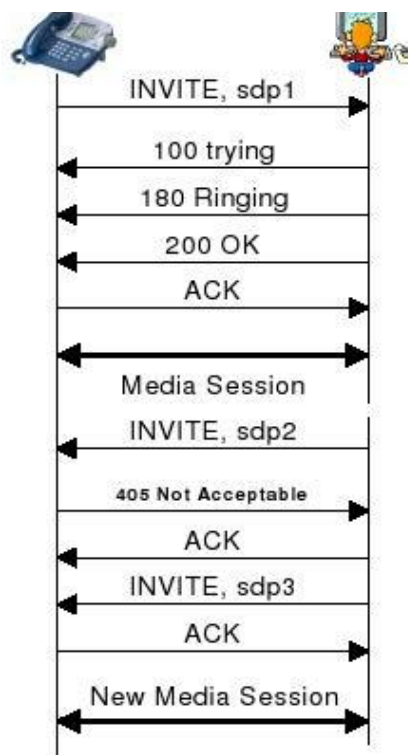 INVITE, sdp1
100 trying
180 Ringing
200 OK
ACK
Media Session
INVITE, sdp2
405 Not Acceptable
ACK
INVITE, sdp3
ACK
New Media Session